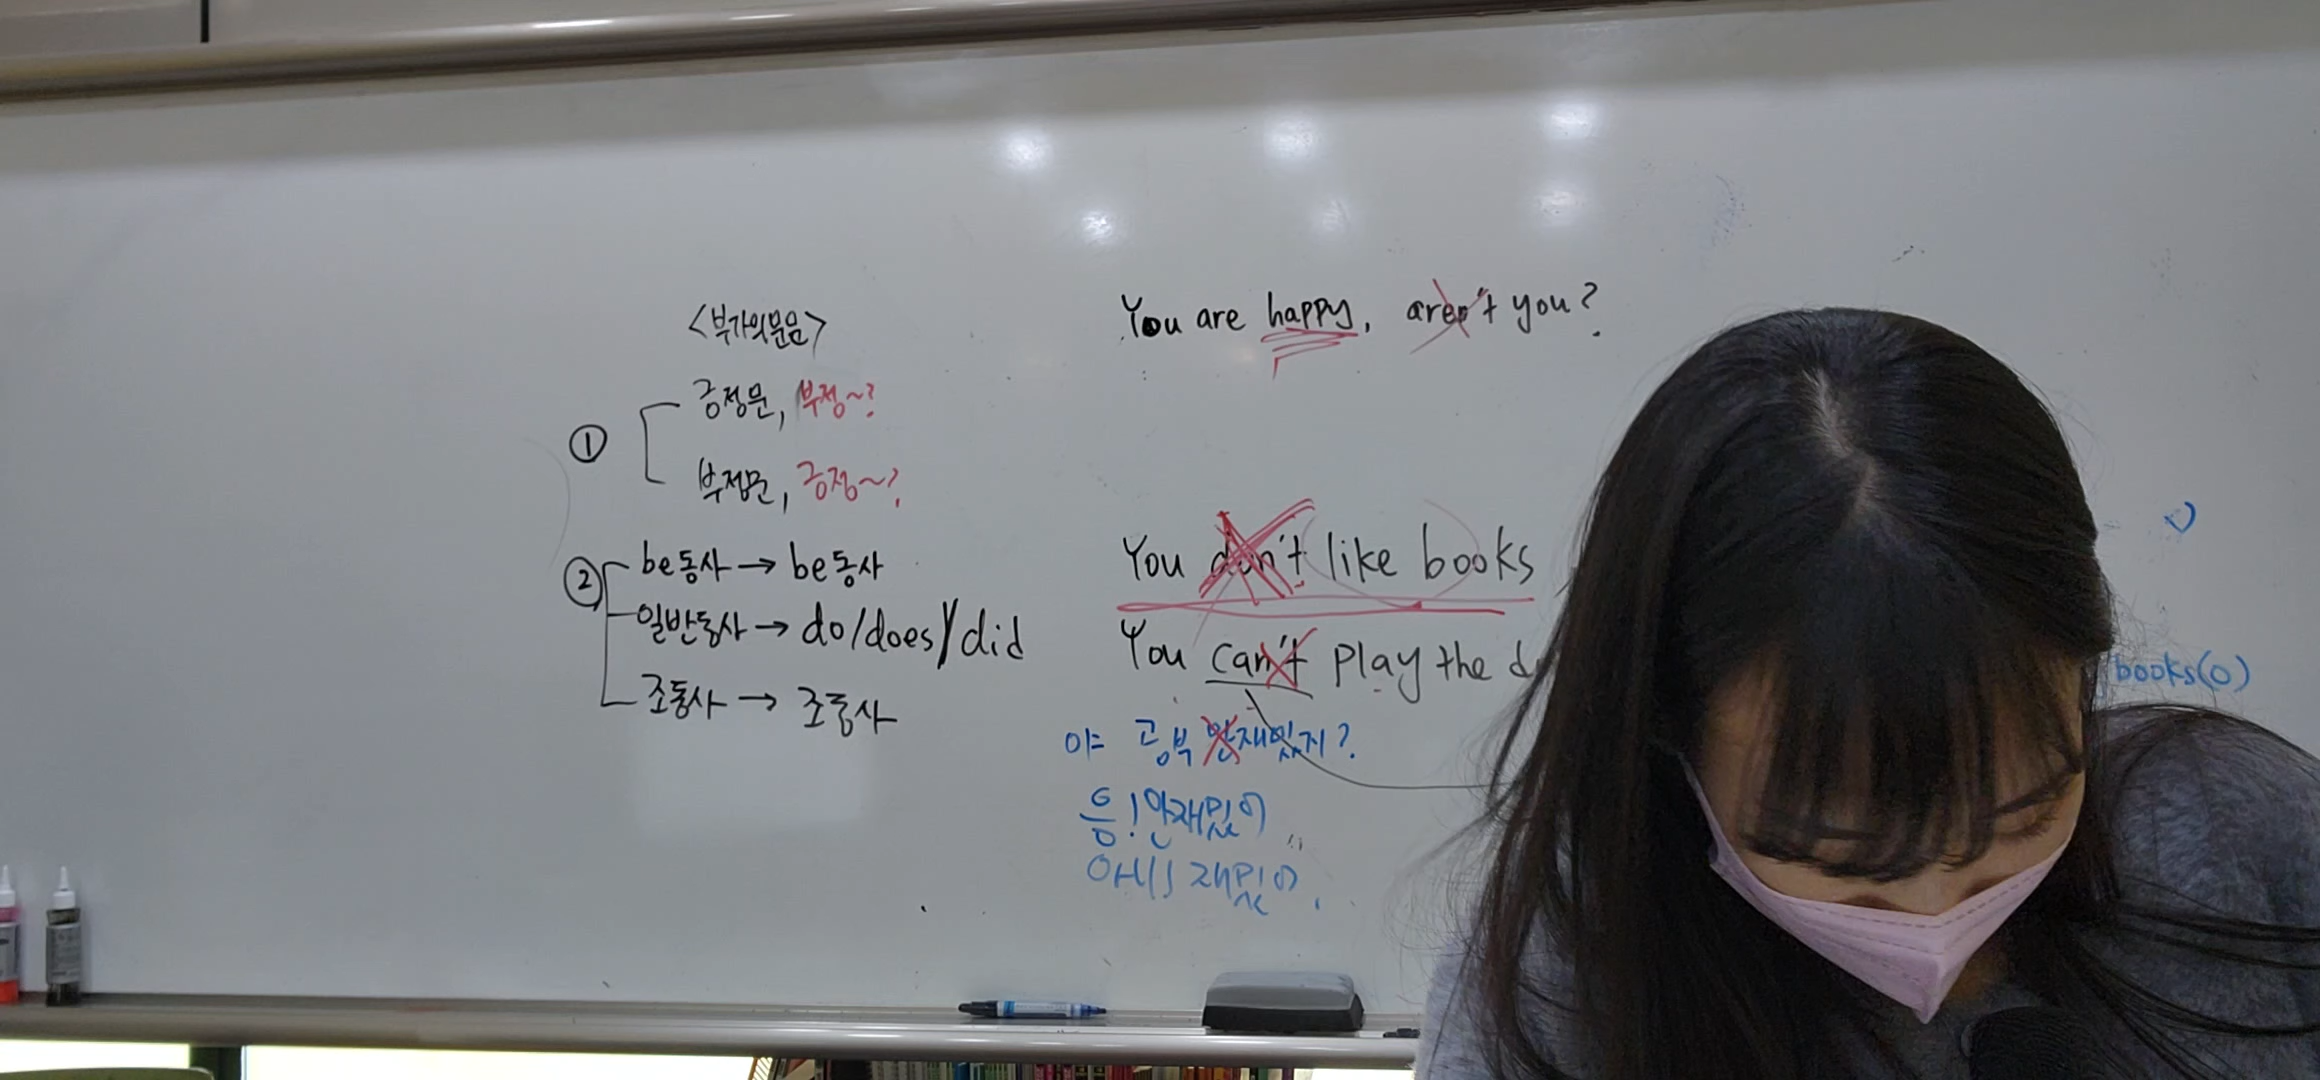 <부가의문문>
① 긍정문, 부정~?
부정문, 긍정~?
② be동사 → be동사
일반동사 → do/does/did
조동사 → 조동사
You are happy, aren't you?
You don't like books
You can't play the
야 공부 안재밌지?
응! 안재밌어
아니 재밌어.
books(O)